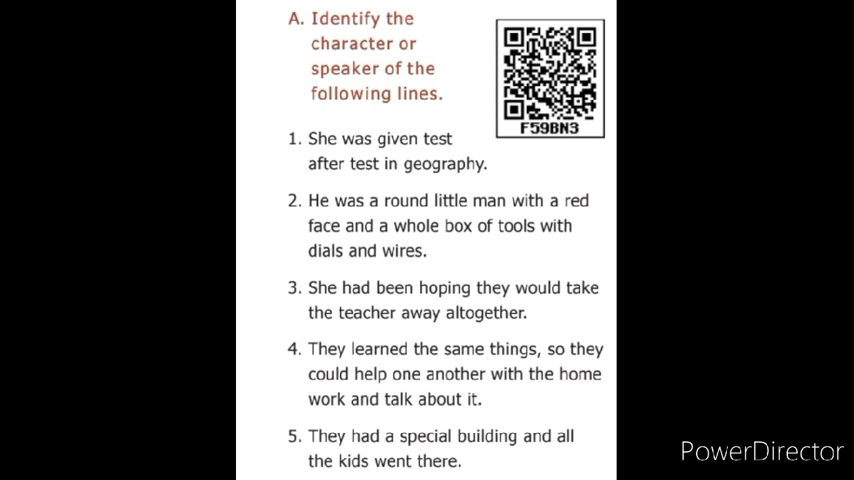 A. Identify the
character or
speaker of the
following lines.
F59BN3
1. She was given test
after test in geography.
2. He was a round little man with a red
face and a whole box of tools with
dials and wires.
3. She had been hoping they would take
the teacher away altogether.
4. They learned the same things, so they
could help one another with the home
work and talk about it.
5. They had a special building and all
the kids went there.
PowerDirector